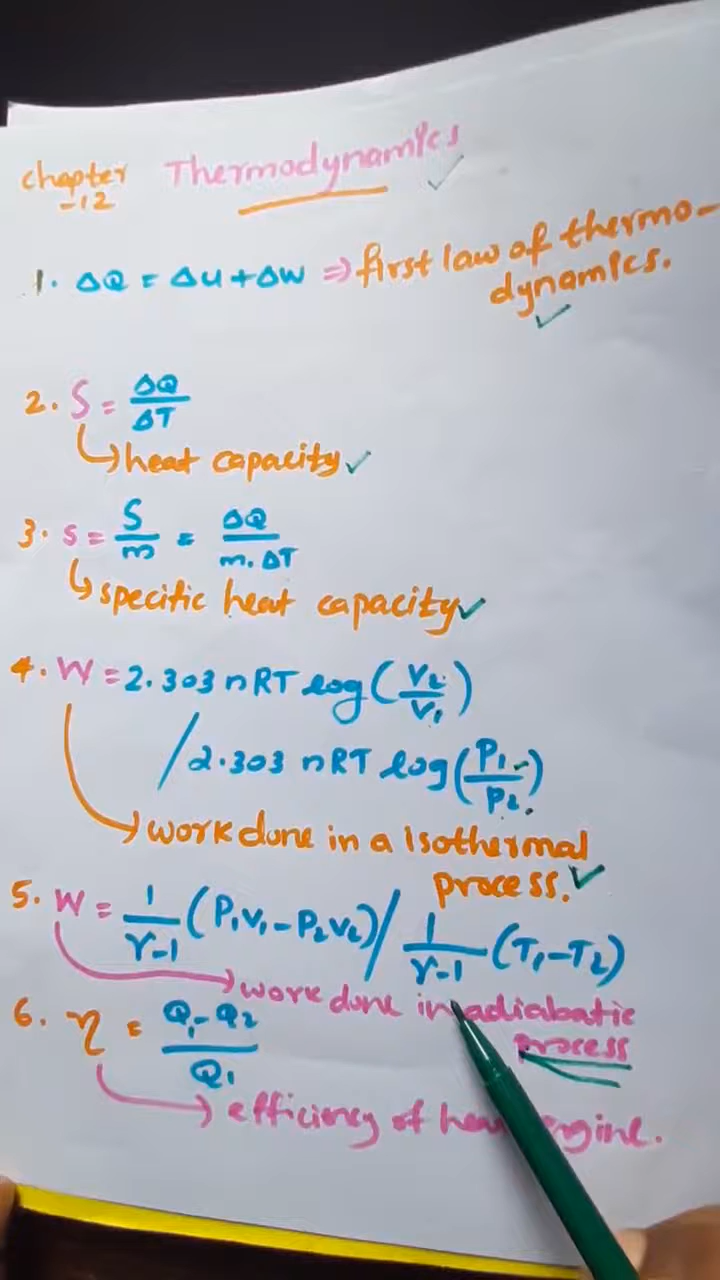 chapter -12 Thermodynamics
1. ΔQ = Δu + ΔW ⇒ first law of thermo-
dynamics.
2. S = ΔQ/ΔT
heat capacity
3. s = S/m = ΔQ/m.ΔT
specific heat capacity
4. W = 2.303 nRT log(V₂/V₁)
/2.303 nRT log(P₁/P₂)
work done in a Isothermal
process.
5. W = 1/γ-1 (P₁V₁-P₂V₂)/ 1/γ-1 (T₁-T₂)
work done in adiabatic
process
6. η = Q₁-Q₂/Q₁
efficiency of